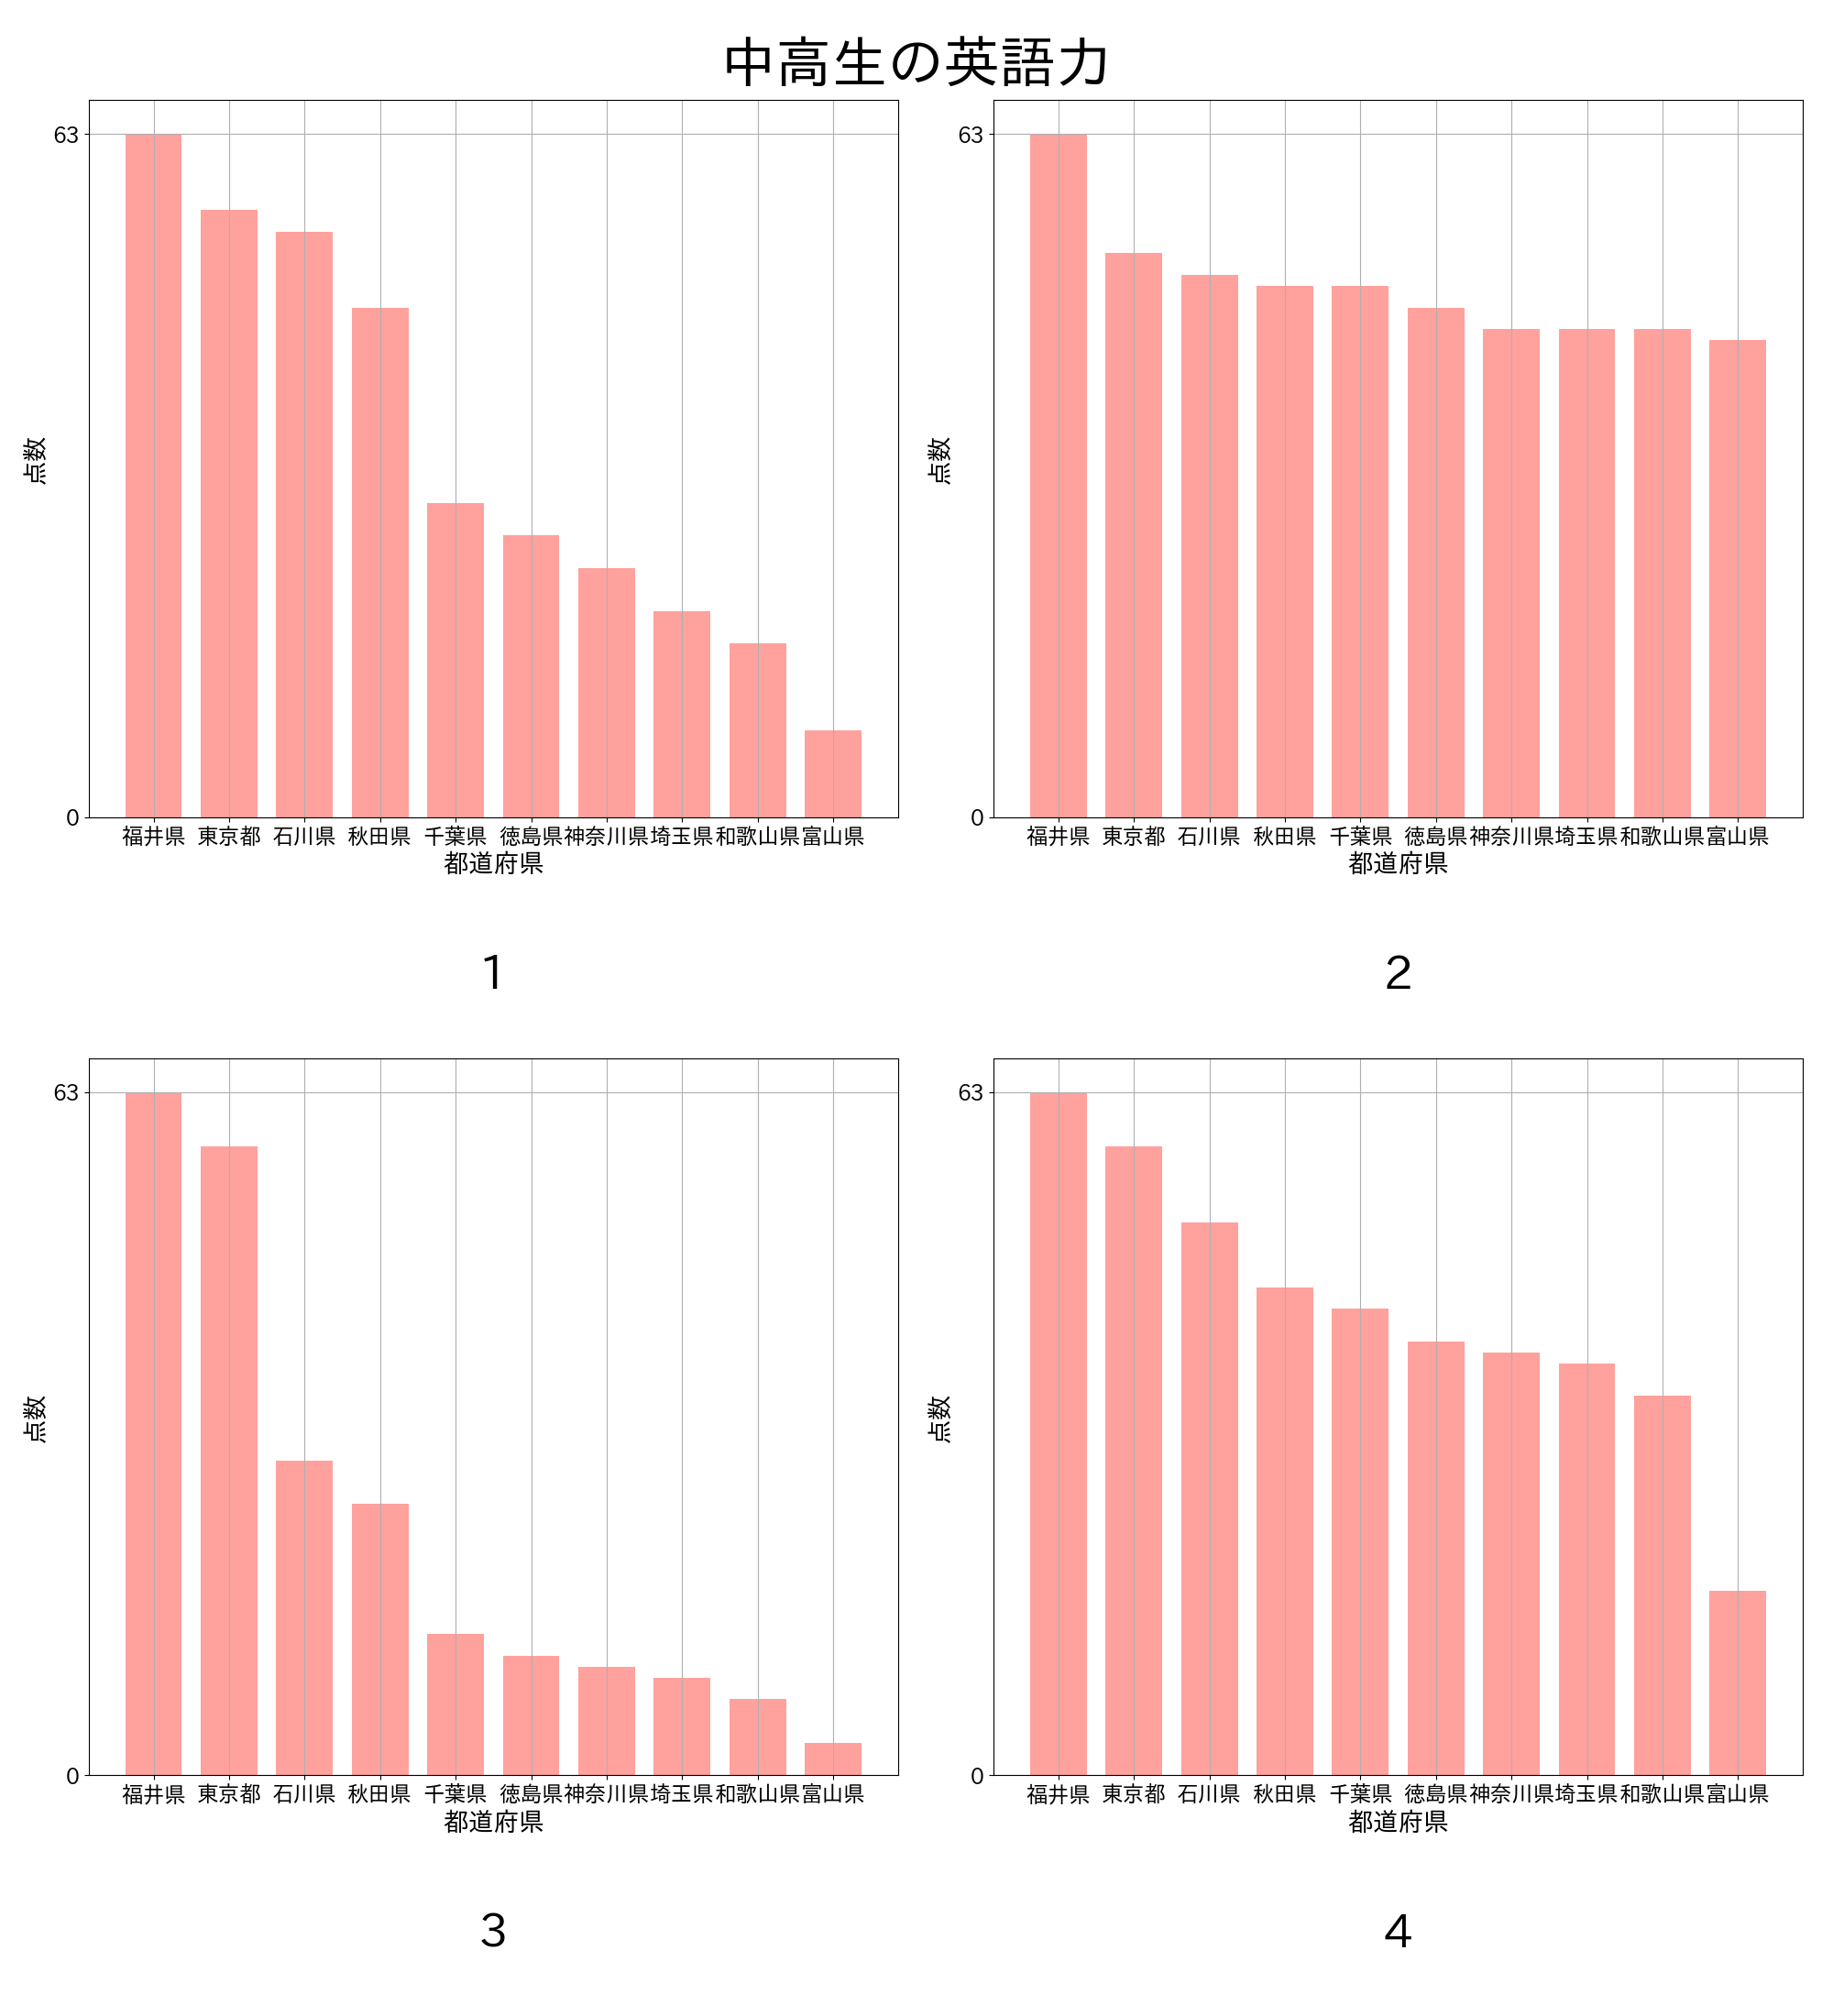 中高生の英語力
63
0
点数
福井県 東京都 石川県 秋田県 千葉県 徳島県 神奈川県 埼玉県 和歌山県 富山県
都道府県
1
63
0
点数
福井県 東京都 石川県 秋田県 千葉県 徳島県 神奈川県 埼玉県 和歌山県 富山県
都道府県
2
63
0
点数
福井県 東京都 石川県 秋田県 千葉県 徳島県 神奈川県 埼玉県 和歌山県 富山県
都道府県
3
63
0
点数
福井県 東京都 石川県 秋田県 千葉県 徳島県 神奈川県 埼玉県 和歌山県 富山県
都道府県
4